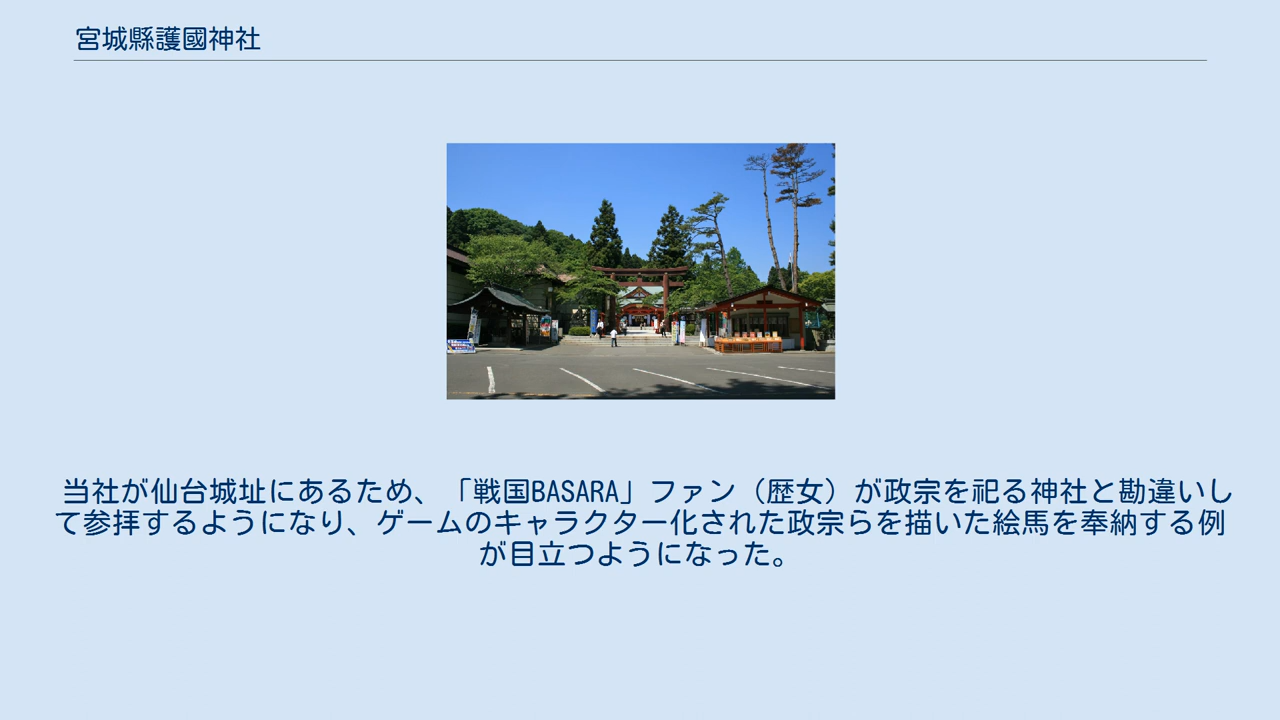 宮城縣護國神社
当社が仙台城址にあるため、「戦国BASARA」ファン（歴女）が政宗を祀る神社と勘違いし
て参拝するようになり、ゲームのキャラクター化された政宗らを描いた絵馬を奉納する例
が目立つようになった。